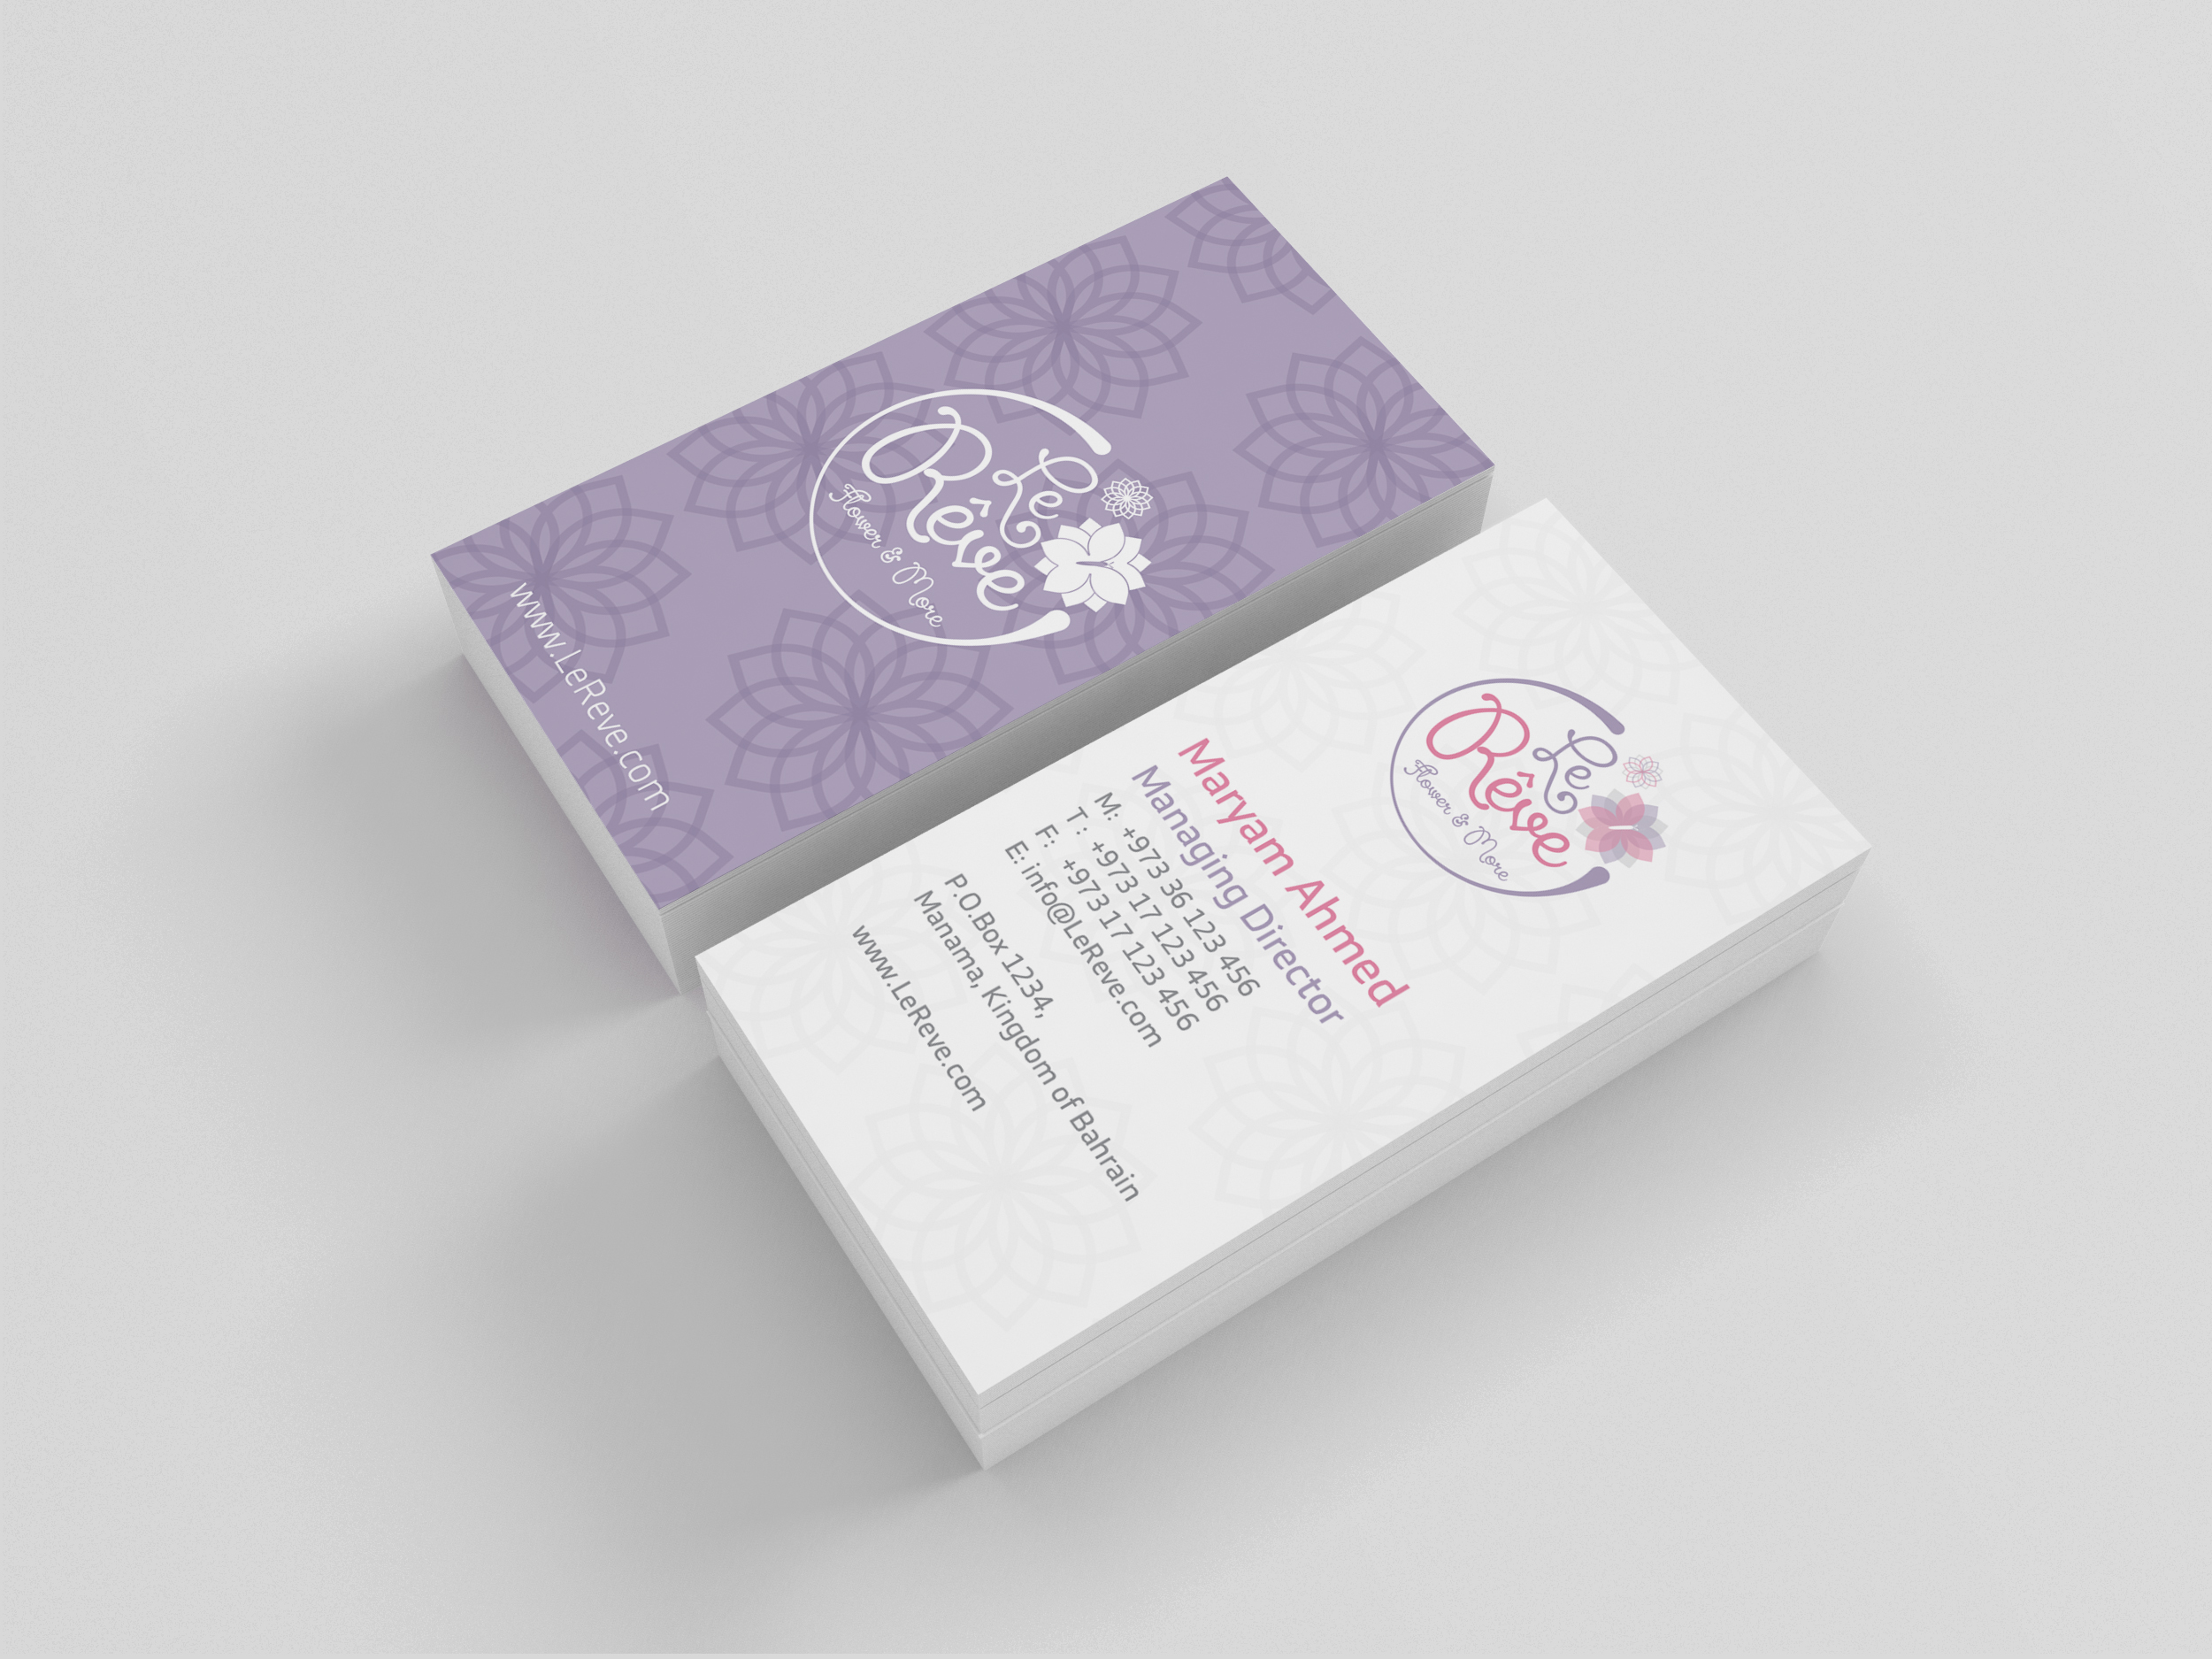 Le
Rêve
Flower & More
www.LeReve.com
Le
Rêve
Flower & More
Maryam Ahmed
Managing Director
M: +973 36 123 456
T : +973 17 123 456
F: +973 17 123 456
E: info@LeReve.com
P.O.Box 1234,
Manama, Kingdom of Bahrain
www.LeReve.com